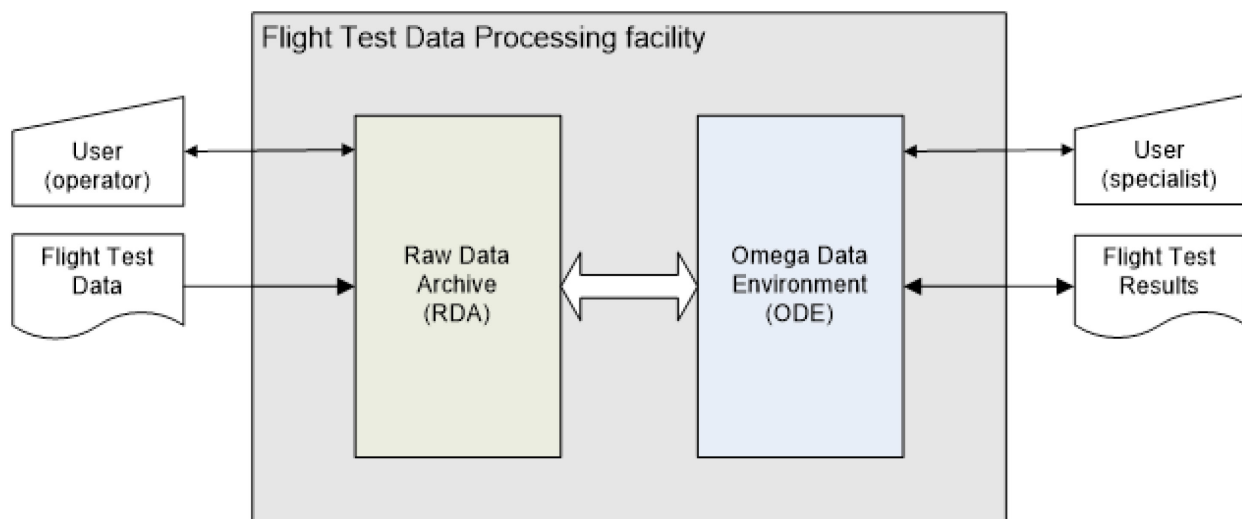 Flight Test Data Processing facility
User
(operator)
Flight Test
Data
Raw Data
Archive
(RDA)
Omega Data
Environment
(ODE)
User
(specialist)
Flight Test
Results